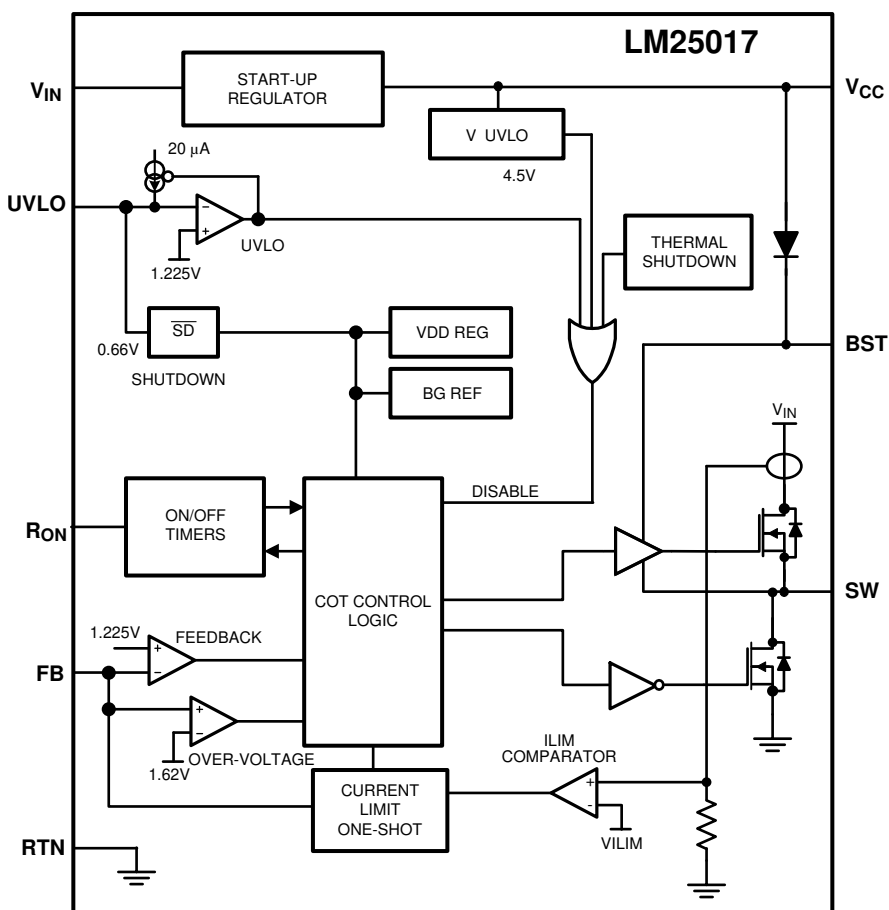 LM25017
VIN
START-UP
REGULATOR
VCC
V UVLO
4.5V
20 μA
UVLO
−
+
UVLO
1.225V
THERMAL
SHUTDOWN
SD
0.66V
SHUTDOWN
VDD REG
BST
BG REF
VIN
DISABLE
RON
ON/OFF
TIMERS
COT CONTROL
LOGIC
SW
1.225V
FEEDBACK
+
−
FB
+
−
OVER-VOLTAGE
1.62V
ILIM
COMPARATOR
CURRENT
LIMIT
ONE-SHOT
+
-
VILIM
RTN